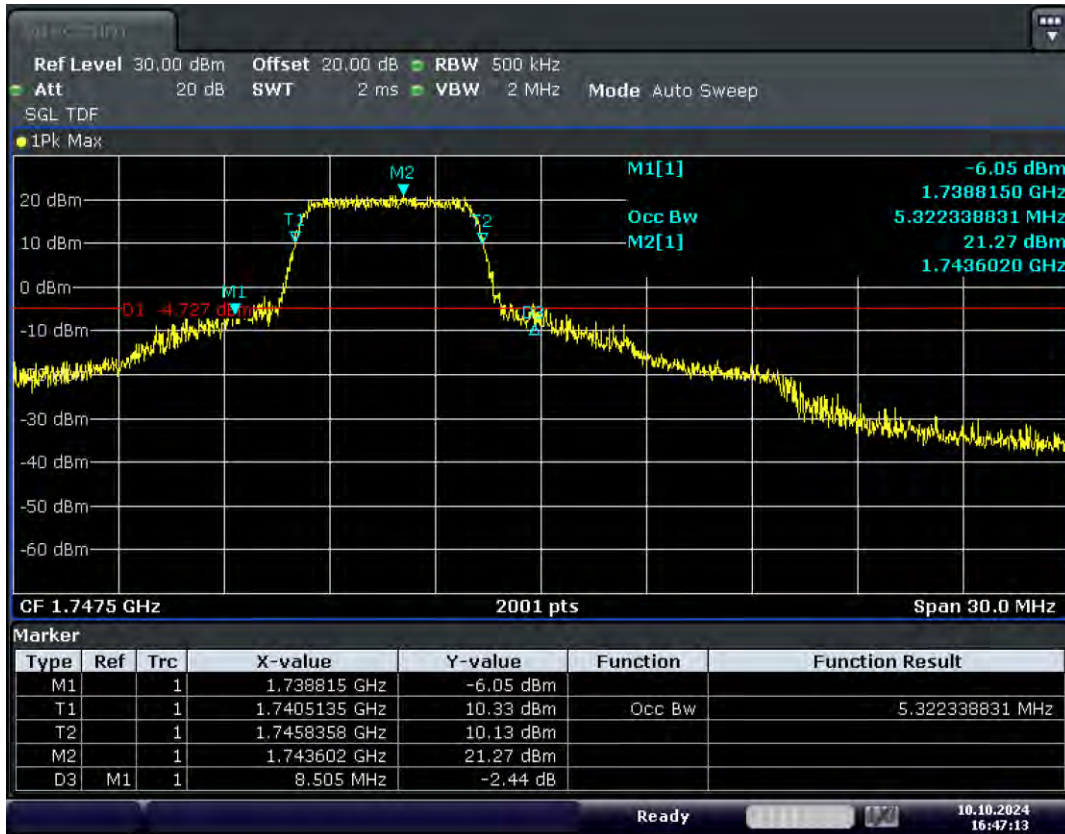 Spectrum
Ref Level 30.00 dBm Offset 20.00 dB RBW 500 kHz
Att 20 dB SWT 2 ms VBW 2 MHz Mode Auto Sweep
SGL TDF
1Pk Max
M1[1] -6.05 dBm
1.7388150 GHz
Occ Bw 5.322338831 MHz
M2[1] 21.27 dBm
1.7436020 GHz
M2
20 dBm
T1
T2
10 dBm
0 dBm
M1
D1 -4.727 dBm
D3
-10 dBm
-30 dBm
-40 dBm
-50 dBm
-60 dBm
CF 1.7475 GHz 2001 pts Span 30.0 MHz
Marker
Type Ref Trc X-value Y-value Function Function Result
M1 1 1.738815 GHz -6.05 dBm
T1 1 1.7405135 GHz 10.33 dBm Occ Bw 5.322338831 MHz
T2 1 1.7458358 GHz 10.13 dBm
M2 1 1.743602 GHz 21.27 dBm
D3 M1 1 8.505 MHz -2.44 dB
Ready
10.10.2024
16:47:13